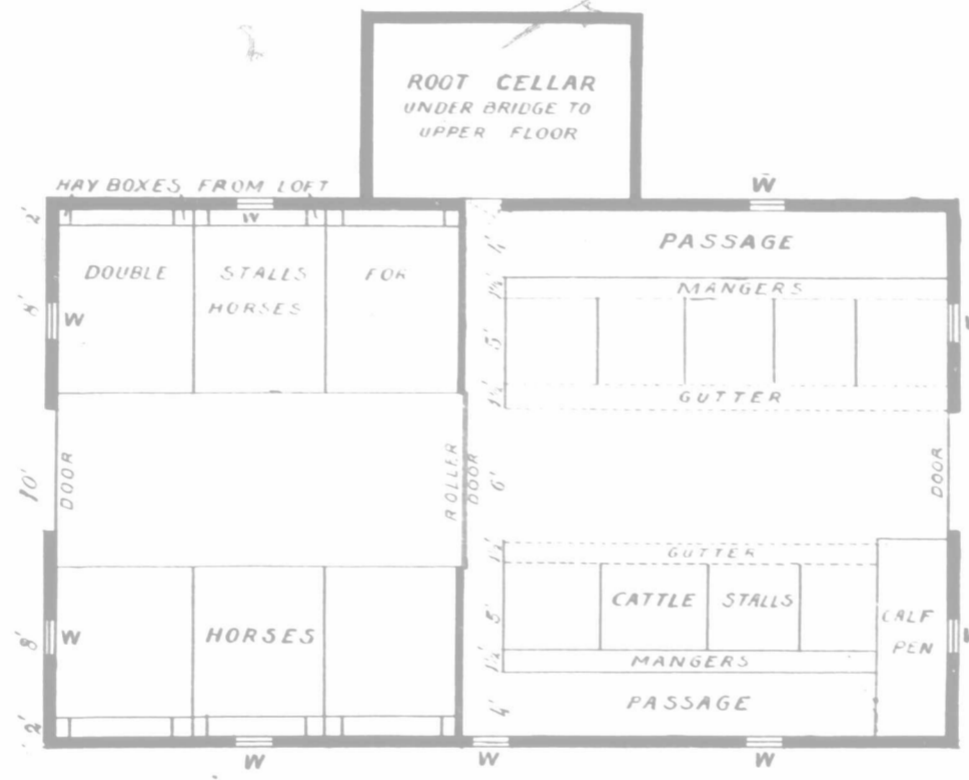 ROOT CELLAR
UNDER BRIDGE TO
UPPER FLOOR
HAY BOXES FROM LOFT
W
W
2'
4'
PASSAGE
DOUBLE STALLS FOR
HORSES
1½'
MANGERS
8'
W
5'
1½'
GUTTER
10'
DOOR
ROLLER
DOOR
6'
DOOR
1½'
GUTTER
CATTLE STALLS
5'
CALF
PEN
8'
W
HORSES
1½'
MANGERS
2'
4'
PASSAGE
W
W
W